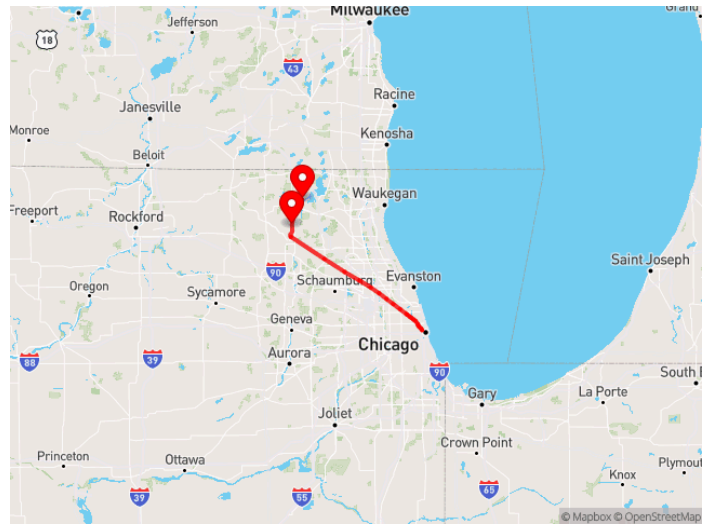 Milwaukee
Grand
Jefferson
18
43
Janesville
Racine
Monroe
Kenosha
Beloit
Waukegan
Freeport
Rockford
Saint Joseph
90
Evanston
Oregon
Schaumburg
Sycamore
Geneva
Chicago
Aurora
88
39
90
South
Gary
La Porte
Joliet
Crown Point
Princeton
Ottawa
Plymou
Knox
39
55
65
© Mapbox © OpenStreetMap